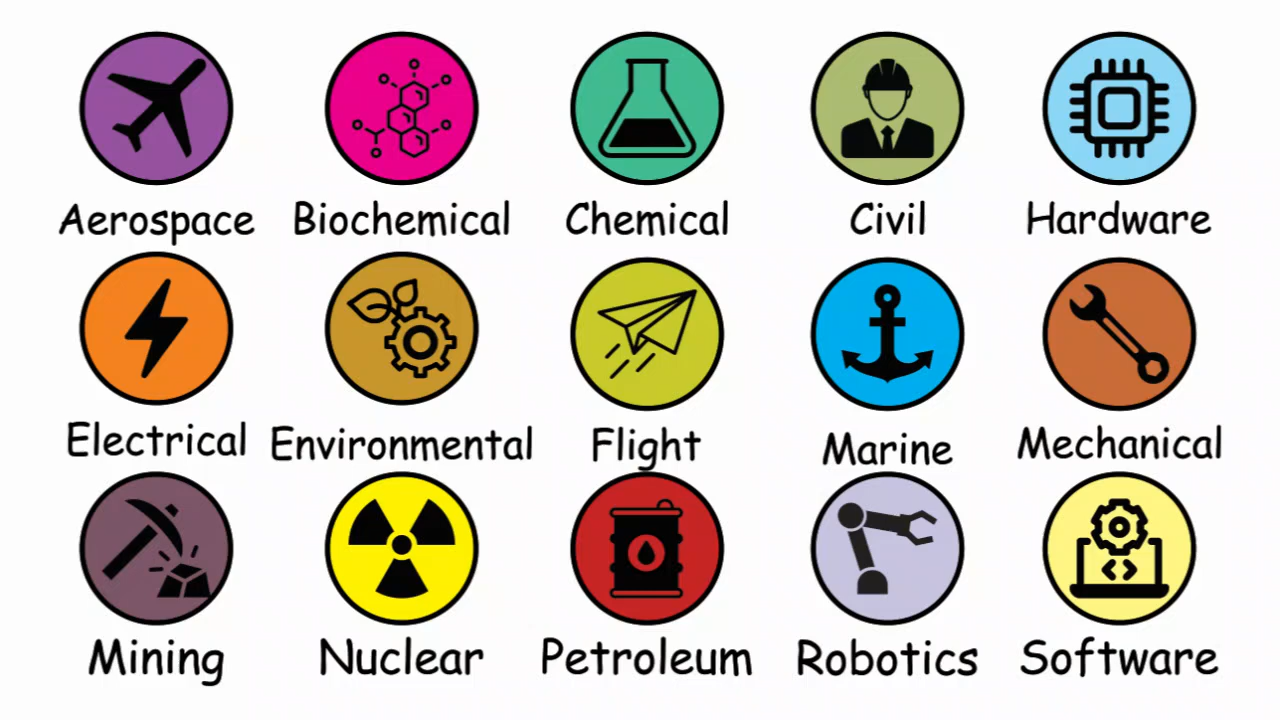 Aerospace Biochemical Chemical Civil Hardware
Electrical Environmental Flight Marine Mechanical
Mining Nuclear Petroleum Robotics Software